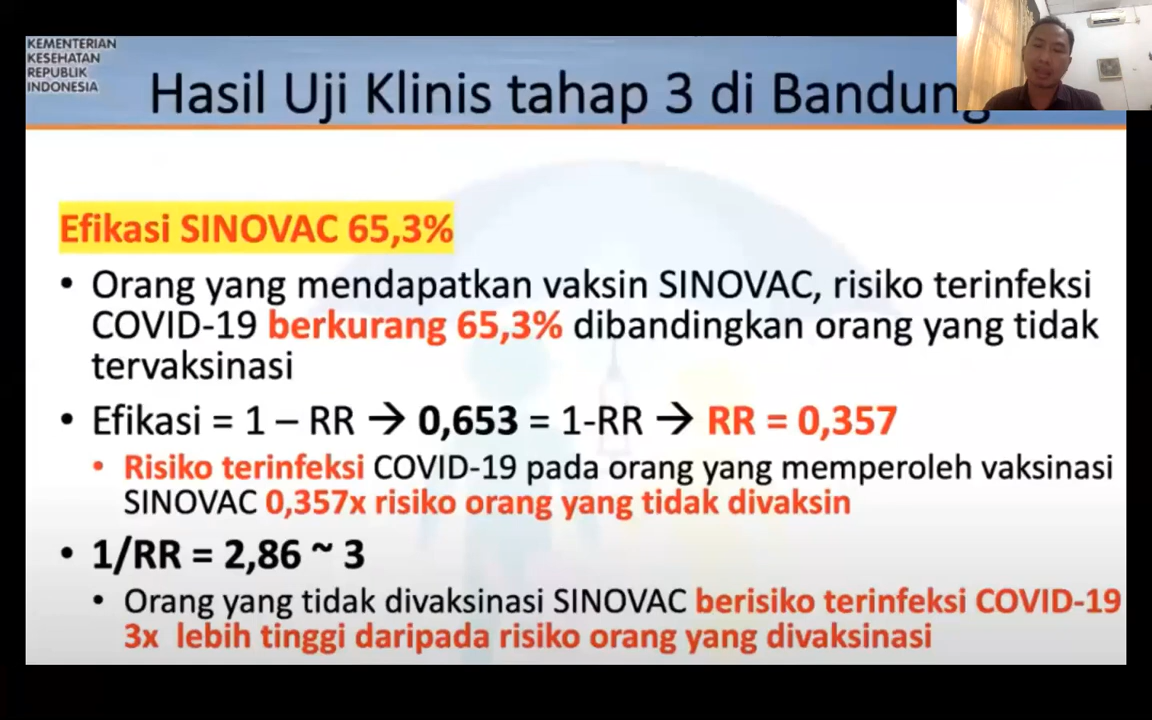 KEMENTERIAN
KESEHATAN
REPUBLIK
INDONESIA
Hasil Uji Klinis tahap 3 di Bandung
Efikasi SINOVAC 65,3%
• Orang yang mendapatkan vaksin SINOVAC, risiko terinfeksi
COVID-19 berkurang 65,3% dibandingkan orang yang tidak
tervaksinasi
• Efikasi = 1 – RR → 0,653 = 1-RR → RR = 0,357
• Risiko terinfeksi COVID-19 pada orang yang memperoleh vaksinasi
SINOVAC 0,357x risiko orang yang tidak divaksin
• 1/RR = 2,86 ~ 3
• Orang yang tidak divaksinasi SINOVAC berisiko terinfeksi COVID-19
3x lebih tinggi daripada risiko orang yang divaksinasi